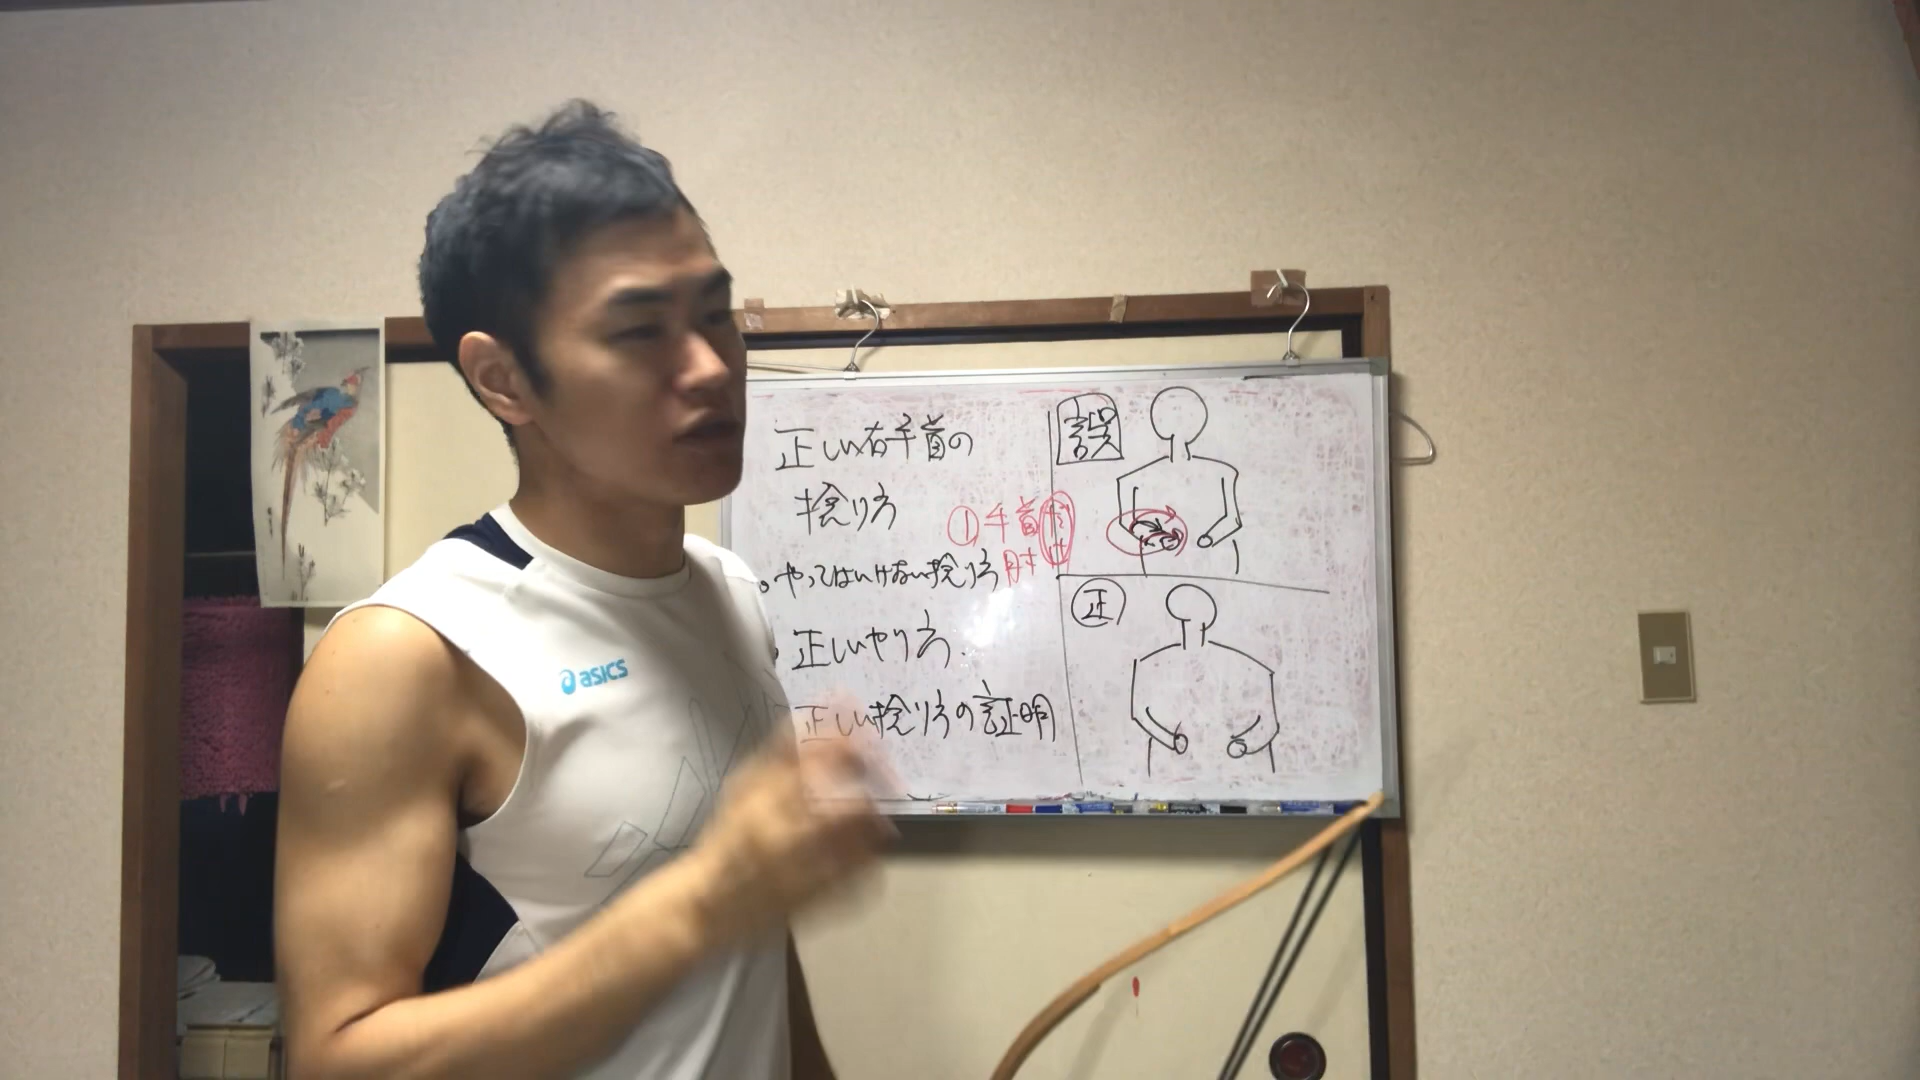 正しい右手首の
捻り方
①手首
肘
・やってはいけない捻り方
正しいやり方.
正しい捻り方の証明
誤
正
asics